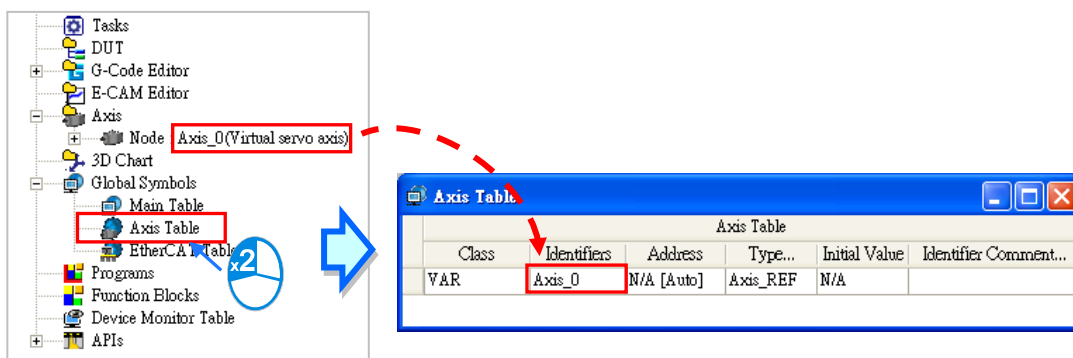 Tasks
DUT
G-Code Editor
E-CAM Editor
Axis
Node : Axis_0(Virtual servo axis)
3D Chart
Global Symbols
Main Table
Axis Table
EtherCAT Table
Programs
Function Blocks
Device Monitor Table
APIs
x2
Axis Table
Axis Table
Class Identifiers Address Type... Initial Value Identifier Comment...
VAR Axis_0 N/A [Auto] Axis_REF N/A